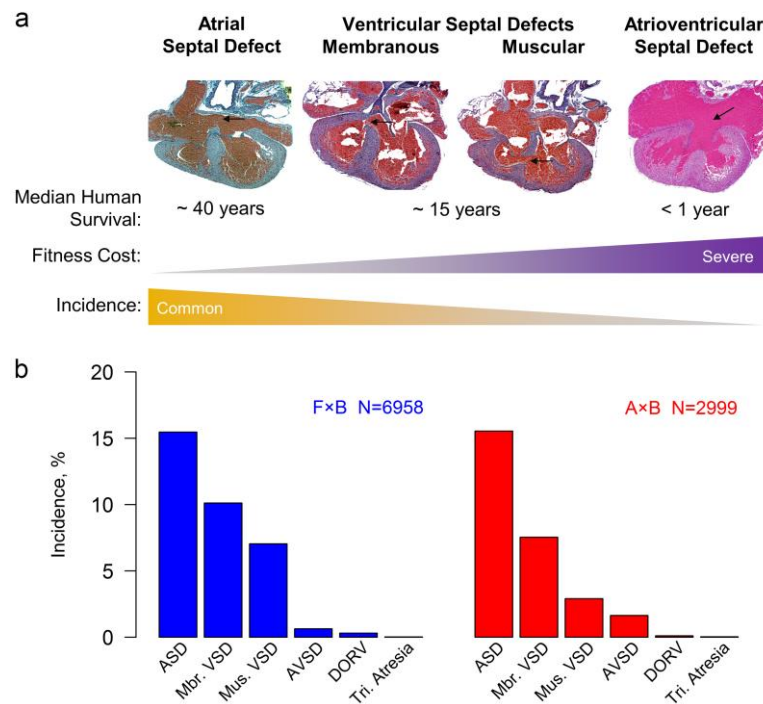 a
Atrial
Septal Defect
Ventricular Septal Defects
Membranous Muscular
Atrioventricular
Septal Defect
Median Human
Survival:
~ 40 years
~ 15 years
< 1 year
Fitness Cost:
Severe
Incidence:
Common
b
Incidence, %
20
15
10
5
0
F×B N=6958
ASD
Mbr. VSD
Mus. VSD
AVSD
DORV
Tri. Atresia
A×B N=2999
ASD
Mbr. VSD
Mus. VSD
AVSD
DORV
Tri. Atresia